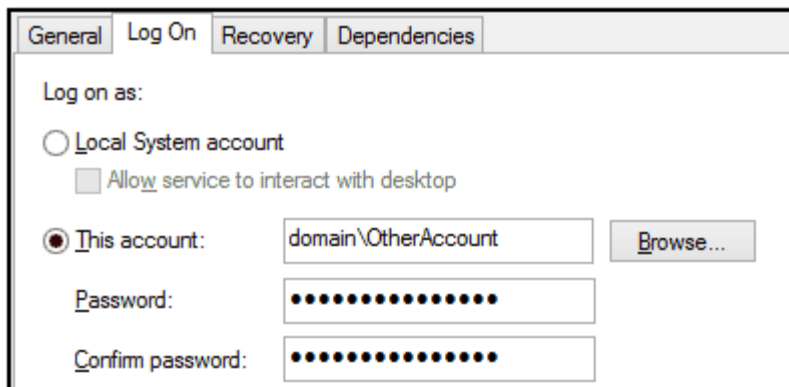 General Log On Recovery Dependencies
Log on as:
Local System account
Allow service to interact with desktop
This account: domain\OtherAccount Browse...
Password: •••••••••••••••
Confirm password: •••••••••••••••